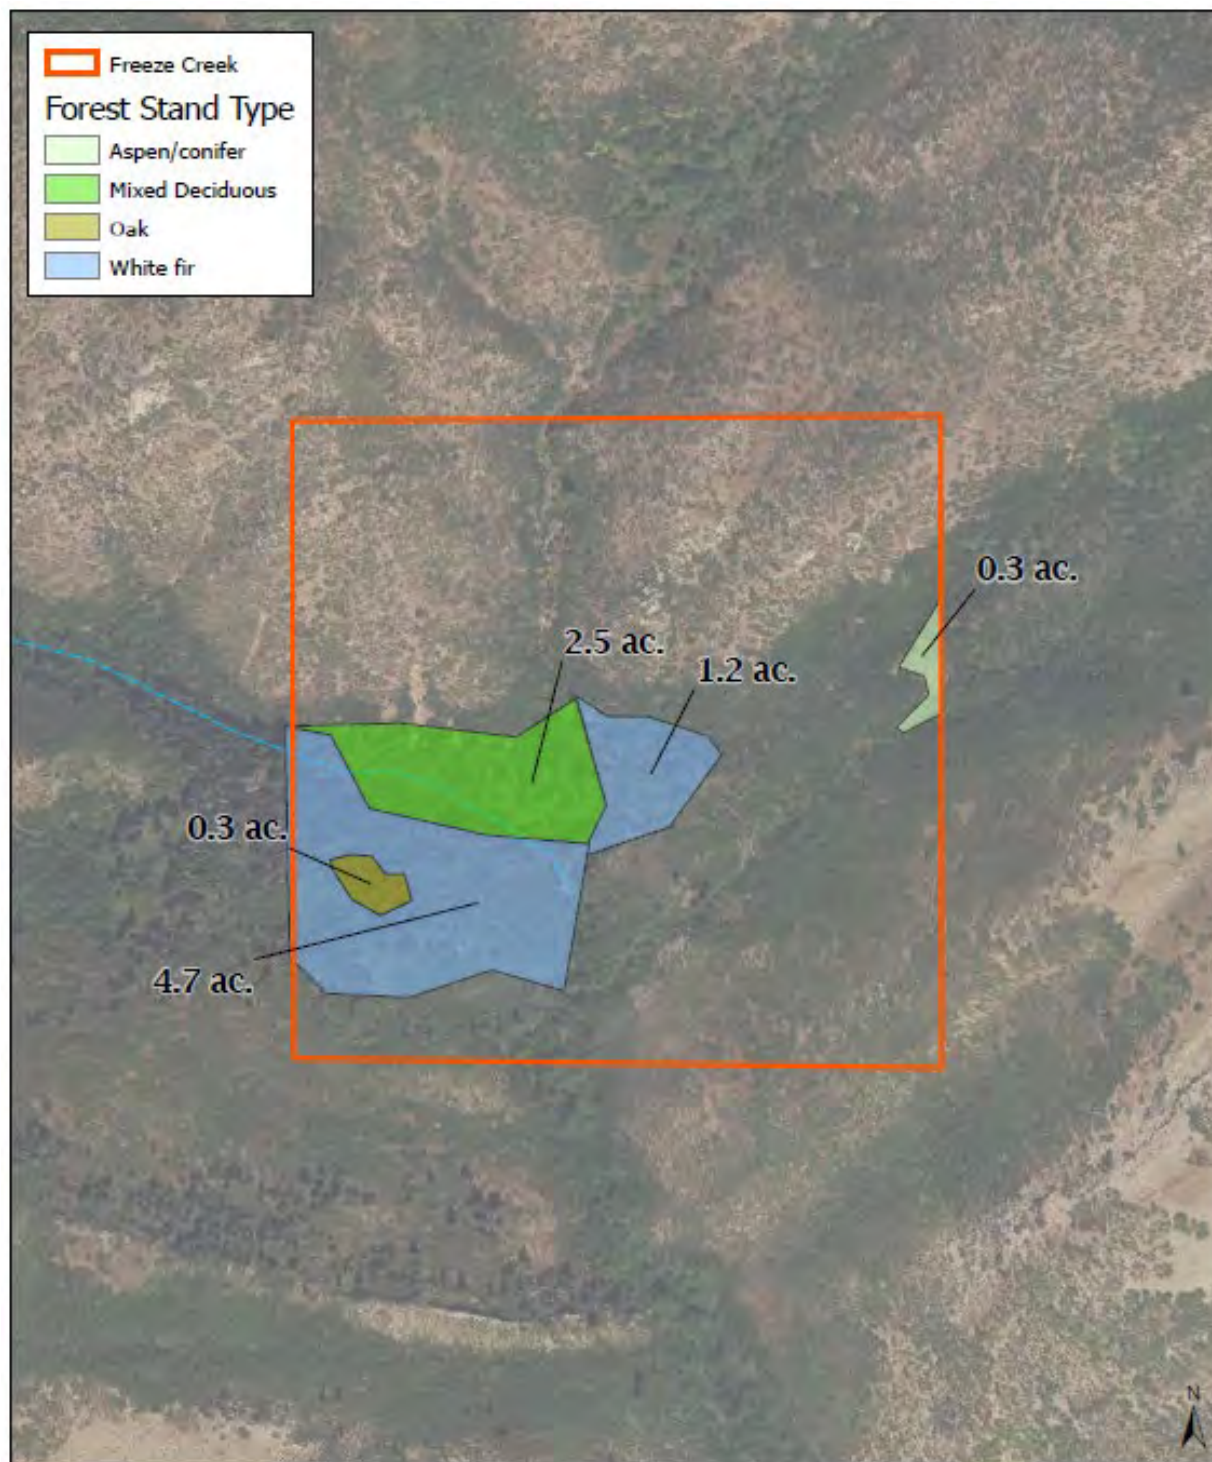 Freeze Creek
Forest Stand Type
Aspen/conifer
Mixed Deciduous
Oak
White fir
0.3 ac.
2.5 ac.
1.2 ac.
0.3 ac.
4.7 ac.
N